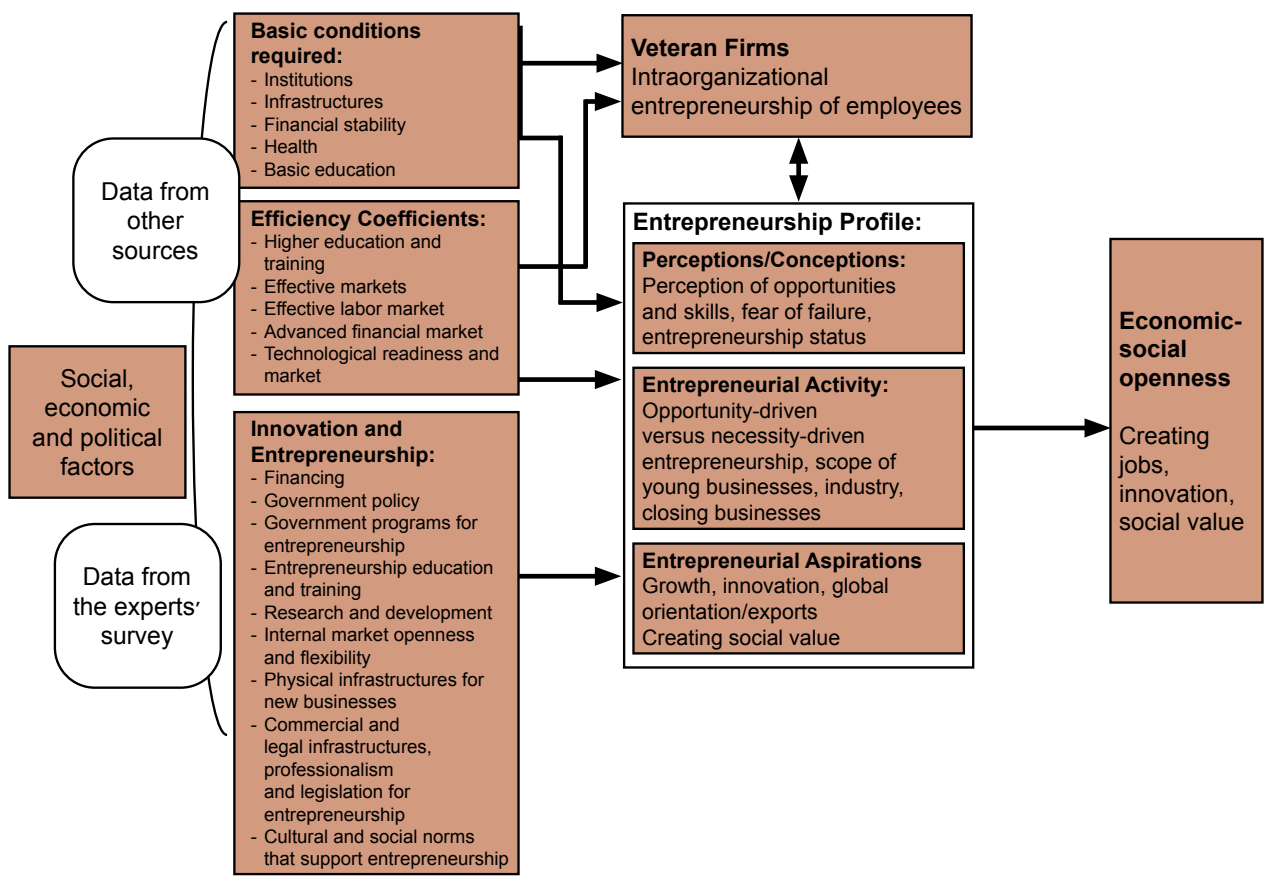 Social,
economic
and political
factors
Data from
other
sources
Data from
the experts'
survey
Basic conditions
required:
- Institutions
- Infrastructures
- Financial stability
- Health
- Basic education
Efficiency Coefficients:
- Higher education and
training
- Effective markets
- Effective labor market
- Advanced financial market
- Technological readiness and
market
Innovation and
Entrepreneurship:
- Financing
- Government policy
- Government programs for
entrepreneurship
- Entrepreneurship education
and training
- Research and development
- Internal market openness
and flexibility
- Physical infrastructures for
new businesses
- Commercial and
legal infrastructures,
professionalism
and legislation for
entrepreneurship
- Cultural and social norms
that support entrepreneurship
Veteran Firms
Intraorganizational
entrepreneurship of employees
Entrepreneurship Profile:
Perceptions/Conceptions:
Perception of opportunities
and skills, fear of failure,
entrepreneurship status
Entrepreneurial Activity:
Opportunity-driven
versus necessity-driven
entrepreneurship, scope of
young businesses, industry,
closing businesses
Entrepreneurial Aspirations
Growth, innovation, global
orientation/exports
Creating social value
Economic-
social
openness
Creating
jobs,
innovation,
social value